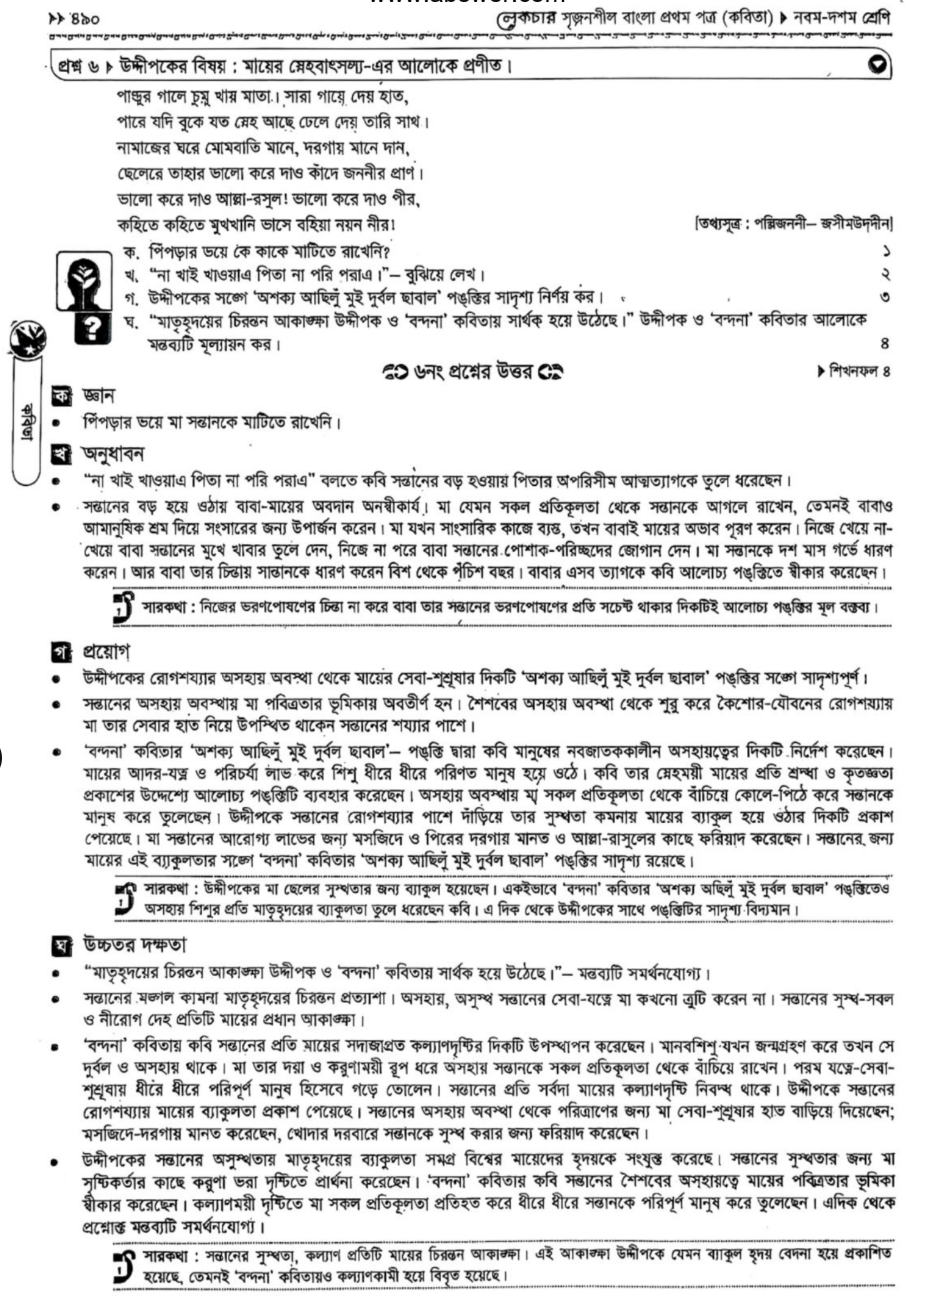 ▶▶ ৪৯০
লেকচার সৃজনশীল বাংলা প্রথম পত্র (কবিতা) ▶ নবম-দশম শ্রেণি
প্রশ্ন ৬ ▶ উদ্দীপকের বিষয় : মায়ের স্নেহবাৎসল্য-এর আলোকে প্রণীত।
পান্ডুর গালে চুমু খায় মাতা। সারা গায়ে দেয় হাত,
পারে যদি বুকে যত স্নেহ আছে ঢেলে দেয় তারি সাথ।
নামাজের ঘরে মোমবাতি মানে, দরগায় মানে দান,
ছেলেরে তাহার ভালো করে দাও কাঁদে জননীর প্রাণ।
ভালো করে দাও আল্লা-রসুল! ভালো করে দাও পীর,
কহিতে কহিতে মুখখানি ভাসে বহিয়া নয়ন নীর!
[তথ্যসূত্র : পল্লিজননী– জসীমউদ্‌দীন]
ক. পিঁপড়ার ভয়ে কে কাকে মাটিতে রাখেনি? ১
খ. “না খাই খাওয়াএ পিতা না পরি পরাএ।”– বুঝিয়ে লেখ। ২
গ. উদ্দীপকের সঙ্গে ‘অশক্য আছিলুঁ মুই দুর্বল ছাবাল’ পঙ্‌ক্তির সাদৃশ্য নির্ণয় কর। ৩
ঘ. “মাতৃহৃদয়ের চিরন্তন আকাঙ্ক্ষা উদ্দীপক ও ‘বন্দনা’ কবিতায় সার্থক হয়ে উঠেছে।” উদ্দীপক ও ‘বন্দনা’ কবিতার আলোকে
মন্তব্যটি মূল্যায়ন কর। ৪
৬নং প্রশ্নের উত্তর
▶ শিখনফল ৪
কবিতা
ক জ্ঞান
• পিঁপড়ার ভয়ে মা সন্তানকে মাটিতে রাখেনি।
খ অনুধাবন
• “না খাই খাওয়াএ পিতা না পরি পরাএ” বলতে কবি সন্তানের বড় হওয়ায় পিতার অপরিসীম আত্মত্যাগকে তুলে ধরেছেন।
• সন্তানের বড় হয়ে ওঠায় বাবা-মায়ের অবদান অনস্বীকার্য। মা যেমন সকল প্রতিকূলতা থেকে সন্তানকে আগলে রাখেন, তেমনই বাবাও
আমানুষিক শ্রম দিয়ে সংসারের জন্য উপার্জন করেন। মা যখন সাংসারিক কাজে ব্যস্ত, তখন বাবাই মায়ের অভাব পূরণ করেন। নিজে খেয়ে না-
খেয়ে বাবা সন্তানের মুখে খাবার তুলে দেন, নিজে না পরে বাবা সন্তানের পোশাক-পরিচ্ছদের জোগান দেন। মা সন্তানকে দশ মাস গর্ভে ধারণ
করেন। আর বাবা তার চিন্তায় সান্তানকে ধারণ করেন বিশ থেকে পঁচিশ বছর। বাবার এসব ত্যাগকে কবি আলোচ্য পঙ্‌ক্তিতে স্বীকার করেছেন।
সারকথা : নিজের ভরণপোষণের চিন্তা না করে বাবা তার সন্তানের ভরণপোষণের প্রতি সচেষ্ট থাকার দিকটিই আলোচ্য পঙ্‌ক্তির মূল বক্তব্য।
গ প্রয়োগ
• উদ্দীপকের রোগশয্যার অসহায় অবস্থা থেকে মায়ের সেবা-শুশ্রূষার দিকটি ‘অশক্য আছিলুঁ মুই দুর্বল ছাবাল’ পঙ্‌ক্তির সঙ্গে সাদৃশ্যপূর্ণ।
• সন্তানের অসহায় অবস্থায় মা পবিত্রতার ভূমিকায় অবতীর্ণ হন। শৈশবের অসহায় অবস্থা থেকে শুরু করে কৈশোর-যৌবনের রোগশয্যায়
মা তার সেবার হাত নিয়ে উপস্থিত থাকেন সন্তানের শয্যার পাশে।
• ‘বন্দনা’ কবিতার ‘অশক্য আছিলুঁ মুই দুর্বল ছাবাল’– পঙ্‌ক্তি দ্বারা কবি মানুষের নবজাতককালীন অসহায়ত্বের দিকটি নির্দেশ করেছেন।
মায়ের আদর-যত্ন ও পরিচর্যা লাভ করে শিশু ধীরে ধীরে পরিণত মানুষ হয়ে ওঠে। কবি তার স্নেহময়ী মায়ের প্রতি শ্রদ্ধা ও কৃতজ্ঞতা
প্রকাশের উদ্দেশ্যে আলোচ্য পঙ্‌ক্তিটি ব্যবহার করেছেন। অসহায় অবস্থায় মা সকল প্রতিকূলতা থেকে বাঁচিয়ে কোলে-পিঠে করে সন্তানকে
মানুষ করে তুলেছেন। উদ্দীপকে সন্তানের রোগশয্যার পাশে দাঁড়িয়ে তার সুস্থতা কমনায় মায়ের ব্যাকুল হয়ে ওঠার দিকটি প্রকাশ
পেয়েছে। মা সন্তানের আরোগ্য লাভের জন্য মসজিদে ও পিরের দরগায় মানত ও আল্লা-রাসুলের কাছে ফরিয়াদ করেছেন। সন্তানের জন্য
মায়ের এই ব্যাকুলতার সঙ্গে ‘বন্দনা’ কবিতার ‘অশক্য আছিলুঁ মুই দুর্বল ছাবাল’ পঙ্‌ক্তির সাদৃশ্য রয়েছে।
সারকথা : উদ্দীপকের মা ছেলের সুস্থতার জন্য ব্যাকুল হয়েছেন। একইভাবে ‘বন্দনা’ কবিতার ‘অশক্য অছিলুঁ মুই দুর্বল ছাবাল’ পঙ্‌ক্তিতেও
অসহায় শিশুর প্রতি মাতৃহৃদয়ের ব্যাকুলতা তুলে ধরেছেন কবি। এ দিক থেকে উদ্দীপকের সাথে পঙ্‌ক্তিটির সাদৃশ্য বিদ্যমান।
ঘ উচ্চতর দক্ষতা
• “মাতৃহৃদয়ের চিরন্তন আকাঙ্ক্ষা উদ্দীপক ও ‘বন্দনা’ কবিতায় সার্থক হয়ে উঠেছে।”– মন্তব্যটি সমর্থনযোগ্য।
• সন্তানের মঙ্গল কামনা মাতৃহৃদয়ের চিরন্তন প্রত্যাশা। অসহায়, অসুস্থ সন্তানের সেবা-যত্নে মা কখনো ত্রুটি করেন না। সন্তানের সুস্থ-সবল
ও নীরোগ দেহ প্রতিটি মায়ের প্রধান আকাঙ্ক্ষা।
• ‘বন্দনা’ কবিতায় কবি সন্তানের প্রতি মায়ের সদাজাগ্রত কল্যাণদৃষ্টির দিকটি উপস্থাপন করেছেন। মানবশিশু যখন জন্মগ্রহণ করে তখন সে
দুর্বল ও অসহায় থাকে। মা তার দয়া ও করুণাময়ী রূপ ধরে অসহায় সন্তানকে সকল প্রতিকূলতা থেকে বাঁচিয়ে রাখেন। পরম যত্নে-সেবা-
শুশ্রূষায় ধীরে ধীরে পরিপূর্ণ মানুষ হিসেবে গড়ে তোলেন। সন্তানের প্রতি সর্বদা মায়ের কল্যাণদৃষ্টি নিবদ্ধ থাকে। উদ্দীপকে সন্তানের
রোগশয্যায় মায়ের ব্যাকুলতা প্রকাশ পেয়েছে। সন্তানের অসহায় অবস্থা থেকে পরিত্রাণের জন্য মা সেবা-শুশ্রূষার হাত বাড়িয়ে দিয়েছেন;
মসজিদে-দরগায় মানত করেছেন, খোদার দরবারে সন্তানকে সুস্থ করার জন্য ফরিয়াদ করেছেন।
• উদ্দীপকের সন্তানের অসুস্থতায় মাতৃহৃদয়ের ব্যাকুলতা সমগ্র বিশ্বের মায়েদের হৃদয়কে সংযুক্ত করেছে। সন্তানের সুস্থতার জন্য মা
সৃষ্টিকর্তার কাছে করুণা ভরা দৃষ্টিতে প্রার্থনা করেছেন। ‘বন্দনা’ কবিতায় কবি সন্তানের শৈশবের অসহায়ত্বে মায়ের পবিত্রতার ভূমিকা
স্বীকার করেছেন। কল্যাণময়ী দৃষ্টিতে মা সকল প্রতিকূলতা প্রতিহত করে ধীরে ধীরে সন্তানকে পরিপূর্ণ মানুষ করে তুলেছেন। এদিক থেকে
প্রশ্নোক্ত মন্তব্যটি সমর্থনযোগ্য।
সারকথা : সন্তানের সুস্থতা, কল্যাণ প্রতিটি মায়ের চিরন্তন আকাঙ্ক্ষা। এই আকাঙ্ক্ষা উদ্দীপকে যেমন ব্যাকুল হৃদয় বেদনা হয়ে প্রকাশিত
হয়েছে, তেমনই ‘বন্দনা’ কবিতায়ও কল্যাণকামী হয়ে বিবৃত হয়েছে।